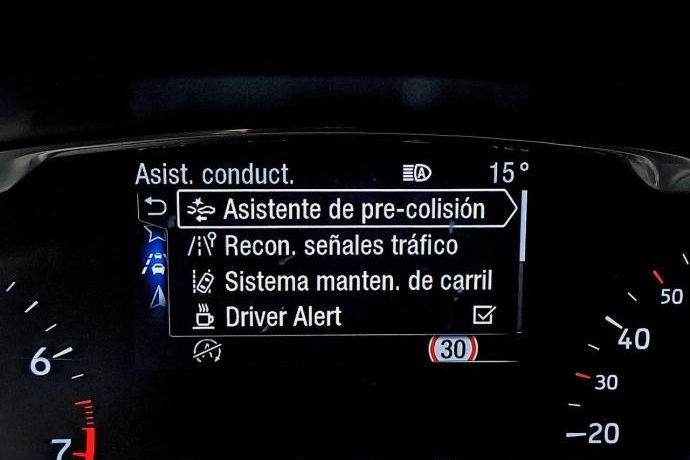 Asist. conduct. A 15°
Asistente de pre-colisión
Recon. señales tráfico
Sistema manten. de carril
Driver Alert
A 30
6
7
50
40
30
20